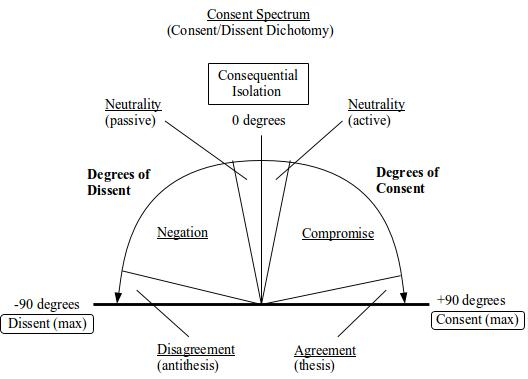 Consent Spectrum
(Consent/Dissent Dichotomy)
Consequential
Isolation
Neutrality
(passive)
0 degrees
Neutrality
(active)
Degrees of
Dissent
Degrees of
Consent
Negation
Compromise
-90 degrees
Dissent (max)
+90 degrees
Consent (max)
Disagreement
(antithesis)
Agreement
(thesis)